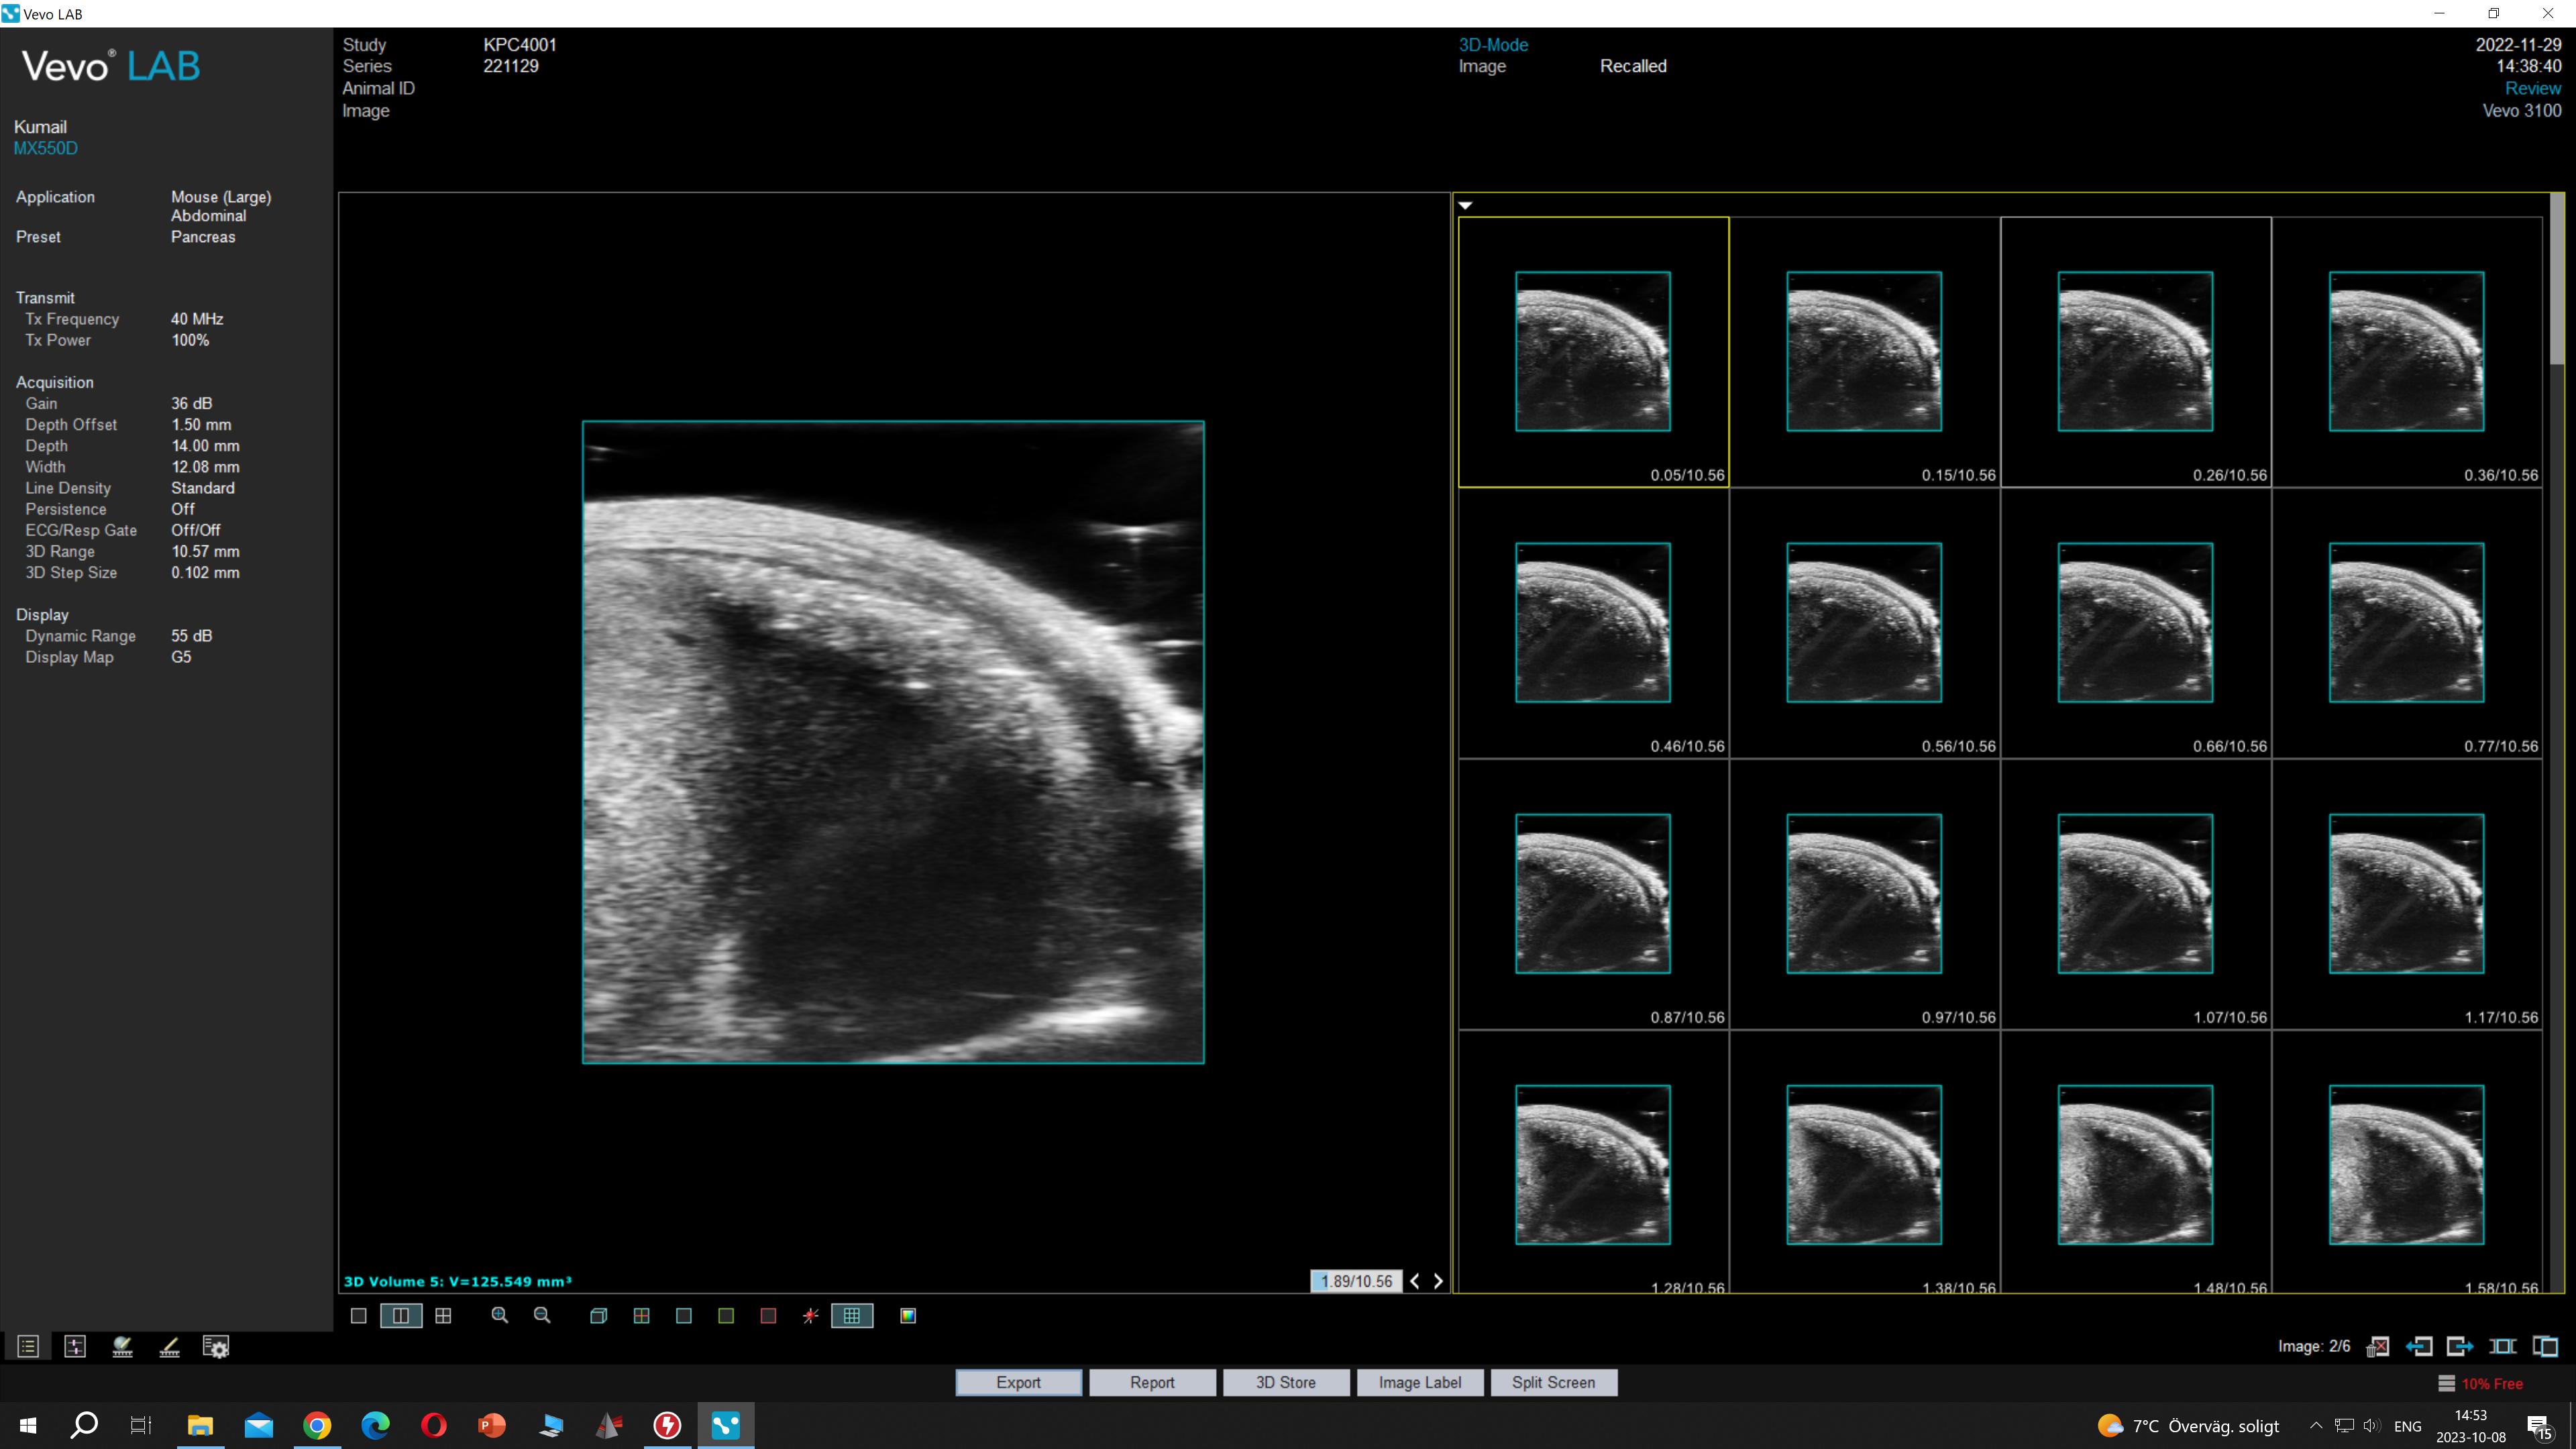 Vevo LAB
Vevo® LAB
Study KPC4001
Series 221129
Animal ID
Image
3D-Mode
Image Recalled
2022-11-29
14:38:40
Review
Vevo 3100
Kumail
MX550D
Application Mouse (Large)
Abdominal
Preset Pancreas
Transmit
Tx Frequency 40 MHz
Tx Power 100%
Acquisition
Gain 36 dB
Depth Offset 1.50 mm
Depth 14.00 mm
Width 12.08 mm
Line Density Standard
Persistence Off
ECG/Resp Gate Off/Off
3D Range 10.57 mm
3D Step Size 0.102 mm
Display
Dynamic Range 55 dB
Display Map G5
3D Volume 5: V=125.549 mm³
1.89/10.56
0.05/10.56 0.15/10.56 0.26/10.56 0.36/10.56
0.46/10.56 0.56/10.56 0.66/10.56 0.77/10.56
0.87/10.56 0.97/10.56 1.07/10.56 1.17/10.56
1.28/10.56 1.38/10.56 1.48/10.56 1.58/10.56
Image: 2/6
Export Report 3D Store Image Label Split Screen
10% Free
7°C Överväg. soligt
ENG
14:53
2023-10-08
15